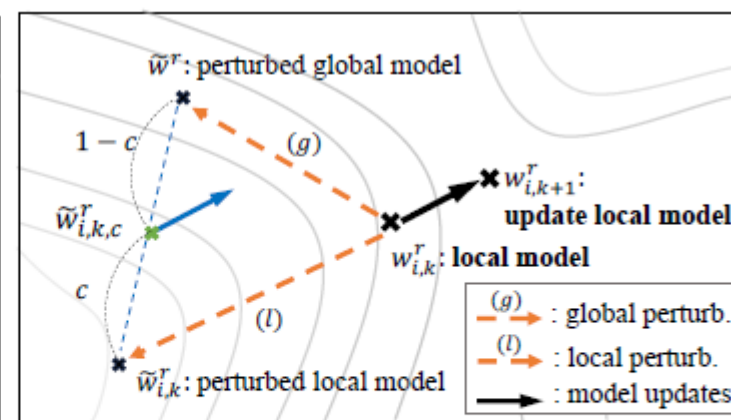 w̃^r: perturbed global model
1 − c
(g)
w^r_{i,k+1}:
update local model
w̃^r_{i,k,c}
w^r_{i,k}: local model
c
(l)
(g)
: global perturb.
(l)
: local perturb.
w̃^r_{i,k}: perturbed local model
: model updates